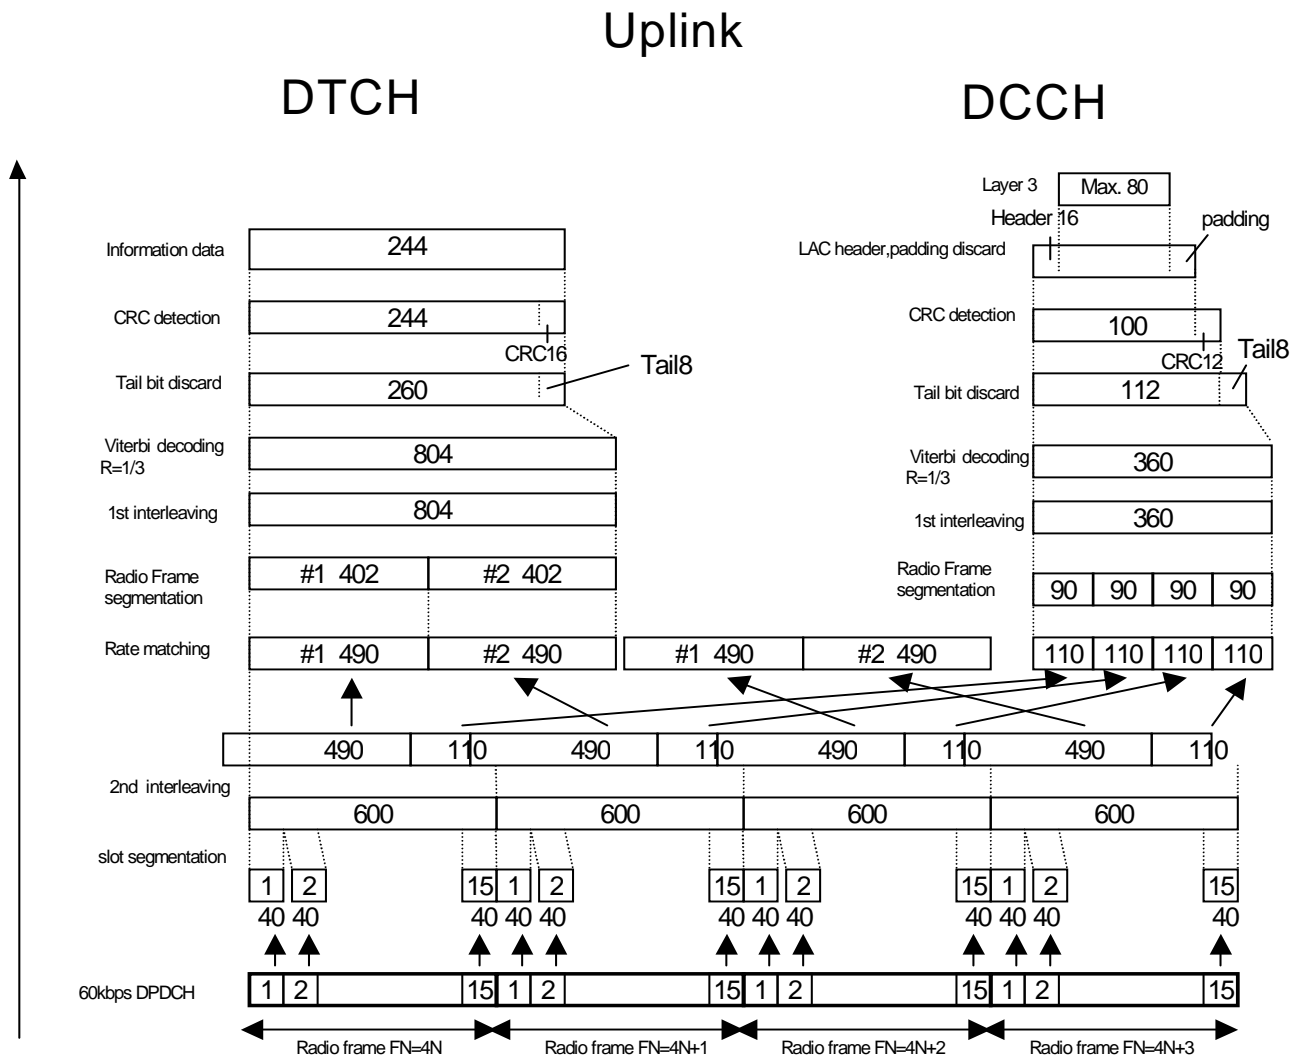 Uplink
DTCH
DCCH
Layer 3
Max. 80
Header 16
padding
Information data
244
LAC header,padding discard
CRC detection
244
CRC16
CRC detection
100
CRC12
Tail8
Tail8
Tail bit discard
260
Tail bit discard
112
Viterbi decoding
R=1/3
804
Viterbi decoding
R=1/3
360
1st interleaving
804
1st interleaving
360
Radio Frame
segmentation
#1 402
#2 402
Radio Frame
segmentation
90 90 90 90
Rate matching
#1 490
#2 490
#1 490
#2 490
110 110 110 110
490 110 490 110 490 110 490 110
2nd interleaving
600 600 600 600
slot segmentation
1 2 15 1 2 15 1 2 15 1 2 15
40 40 40 40 40 40 40 40 40 40 40 40
60kbps DPDCH
1 2 15 1 2 15 1 2 15 1 2 15
Radio frame FN=4N
Radio frame FN=4N+1
Radio frame FN=4N+2
Radio frame FN=4N+3